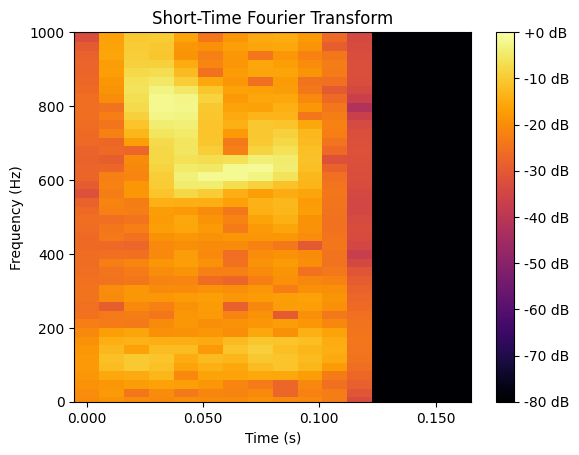 Short-Time Fourier Transform
1000
800
600
400
200
0
Frequency (Hz)
0.000
0.050
0.100
0.150
Time (s)
+0 dB
-10 dB
-20 dB
-30 dB
-40 dB
-50 dB
-60 dB
-70 dB
-80 dB